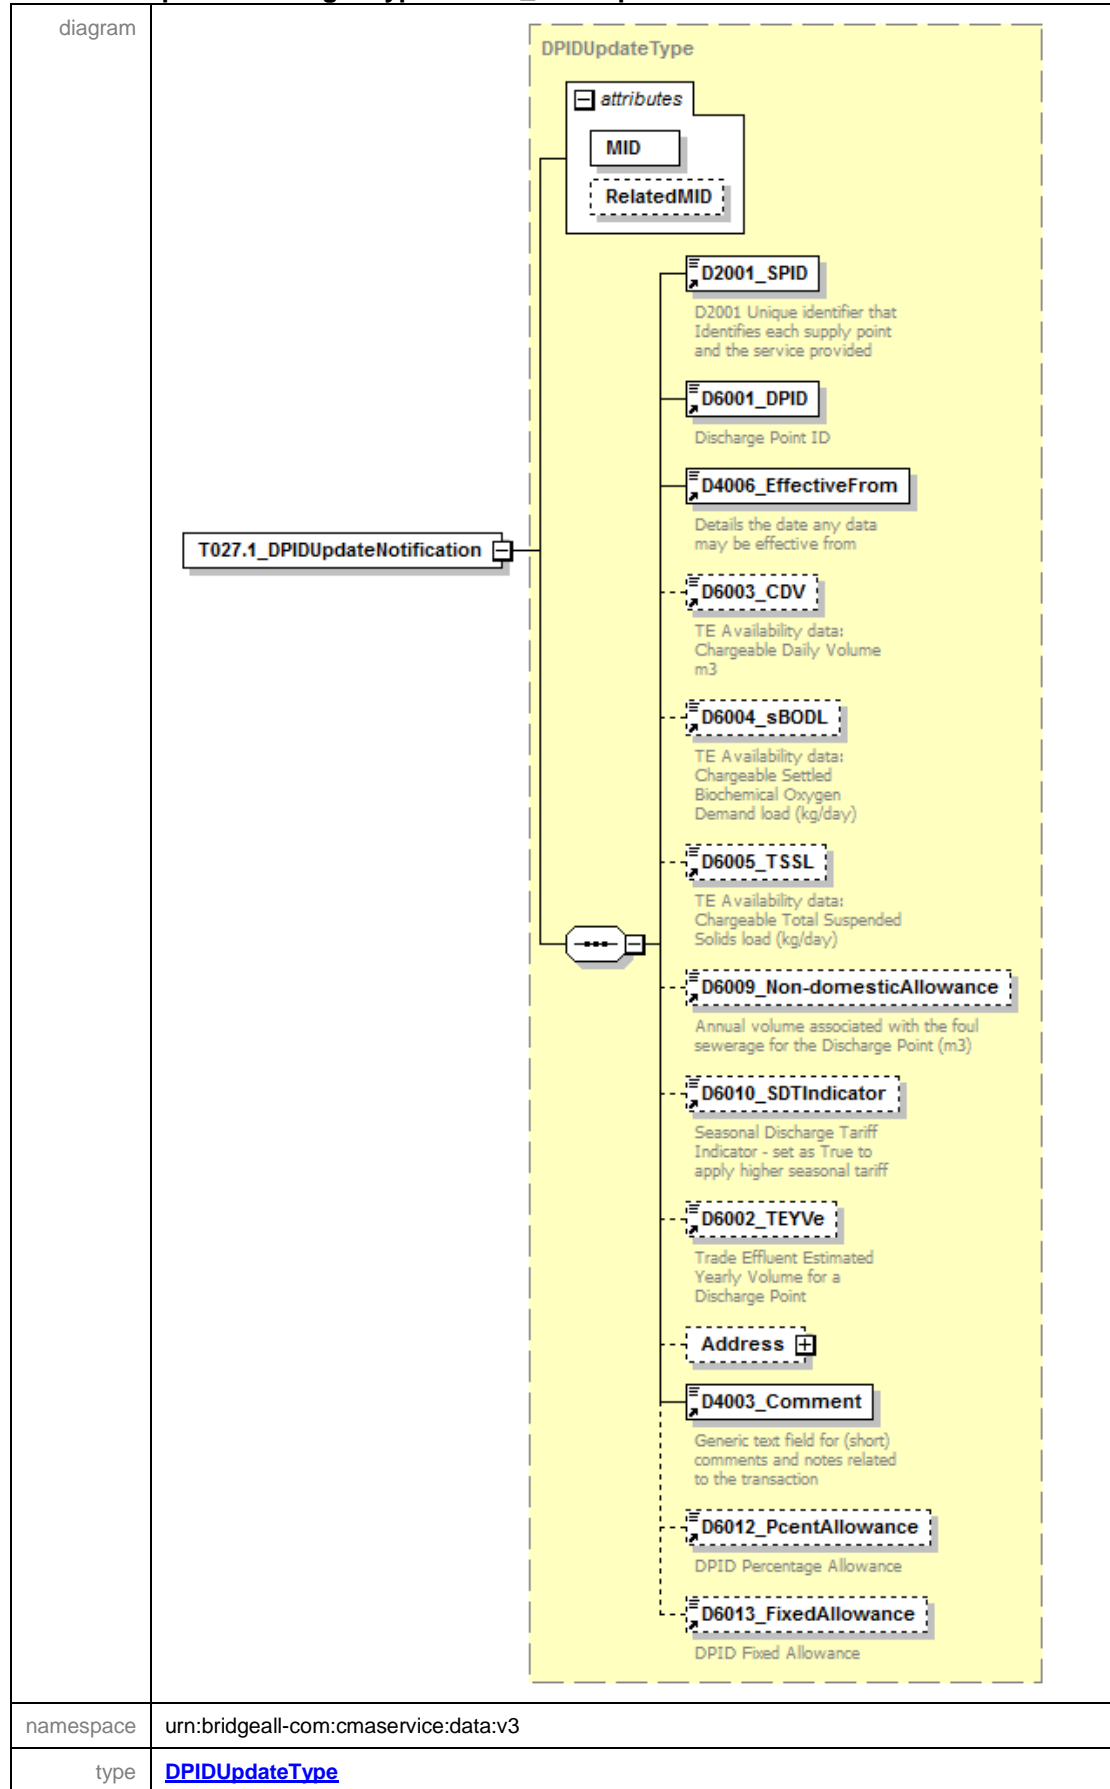 diagram
DPIDUpdateType
attributes
MID
RelatedMID
D2001_SPID
D2001 Unique identifier that
Identifies each supply point
and the service provided
D6001_DPID
Discharge Point ID
D4006_EffectiveFrom
Details the date any data
may be effective from
T027.1_DPIDUpdateNotification
D6003_CDV
TE Availability data:
Chargeable Daily Volume
m3
D6004_sBODL
TE Availability data:
Chargeable Settled
Biochemical Oxygen
Demand load (kg/day)
D6005_TSSL
TE Availability data:
Chargeable Total Suspended
Solids load (kg/day)
D6009_Non-domesticAllowance
Annual volume associated with the foul
sewerage for the Discharge Point (m3)
D6010_SDTIndicator
Seasonal Discharge Tariff
Indicator - set as True to
apply higher seasonal tariff
D6002_TEYVe
Trade Effluent Estimated
Yearly Volume for a
Discharge Point
Address
D4003_Comment
Generic text field for (short)
comments and notes related
to the transaction
D6012_PcentAllowance
DPID Percentage Allowance
D6013_FixedAllowance
DPID Fixed Allowance
namespace urn:bridgeall-com:cmaservice:data:v3
type DPIDUpdateType